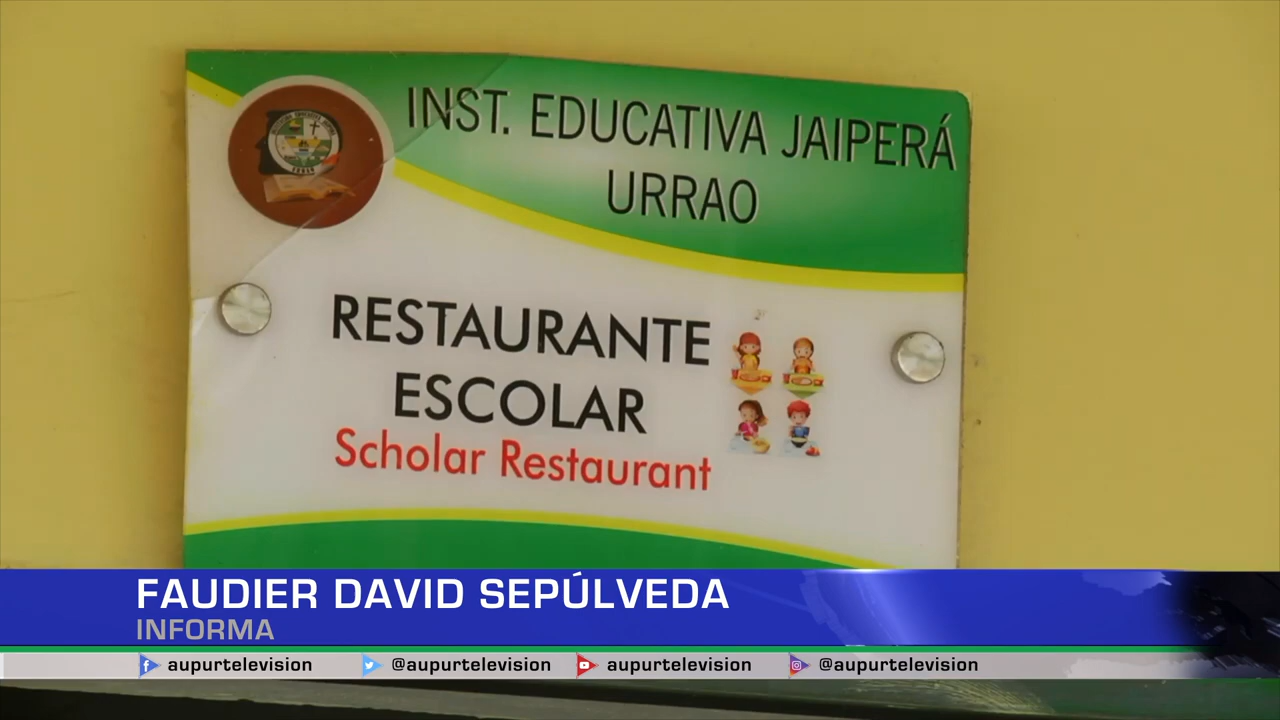 INST. EDUCATIVA JAIPERÁ
URRAO
RESTAURANTE
ESCOLAR
Scholar Restaurant
FAUDIER DAVID SEPÚLVEDA
INFORMA
aupurtelevision @aupurtelevision aupurtelevision @aupurtelevision